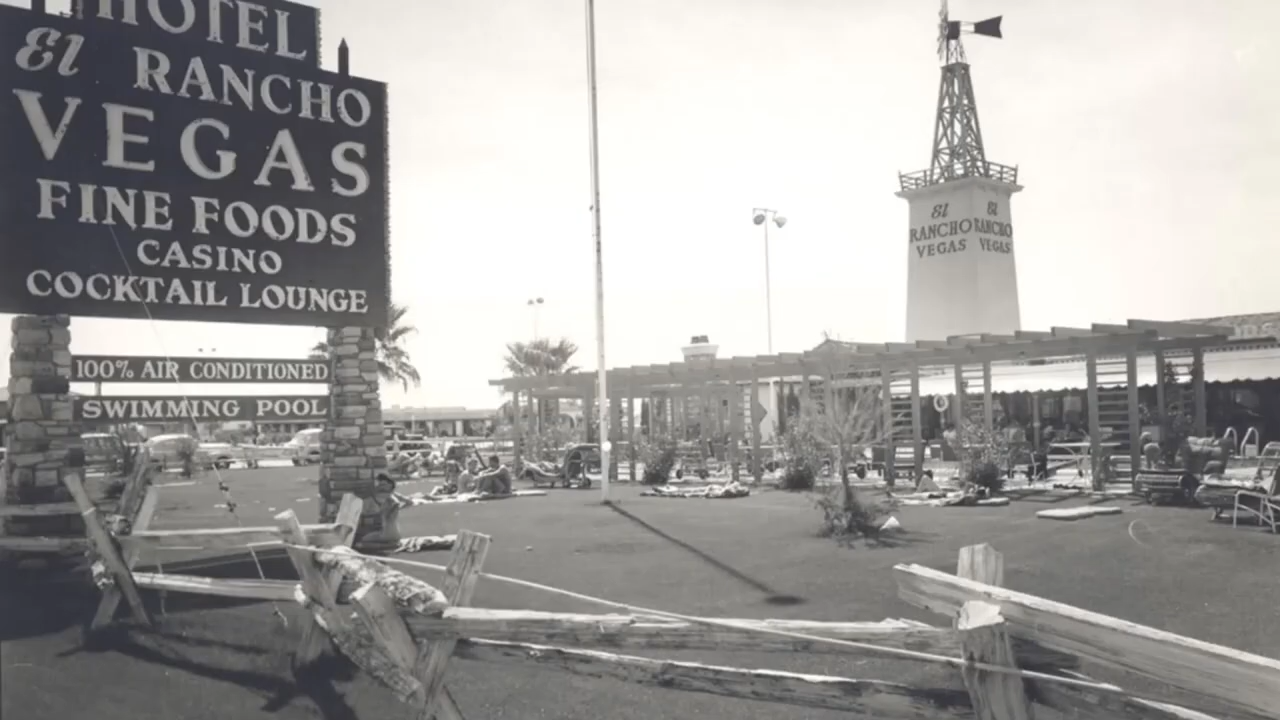 HOTEL
El RANCHO
VEGAS
FINE FOODS
CASINO
COCKTAIL LOUNGE
100% AIR CONDITIONED
SWIMMING POOL
El
RANCHO
VEGAS
El
RANCHO
VEGAS